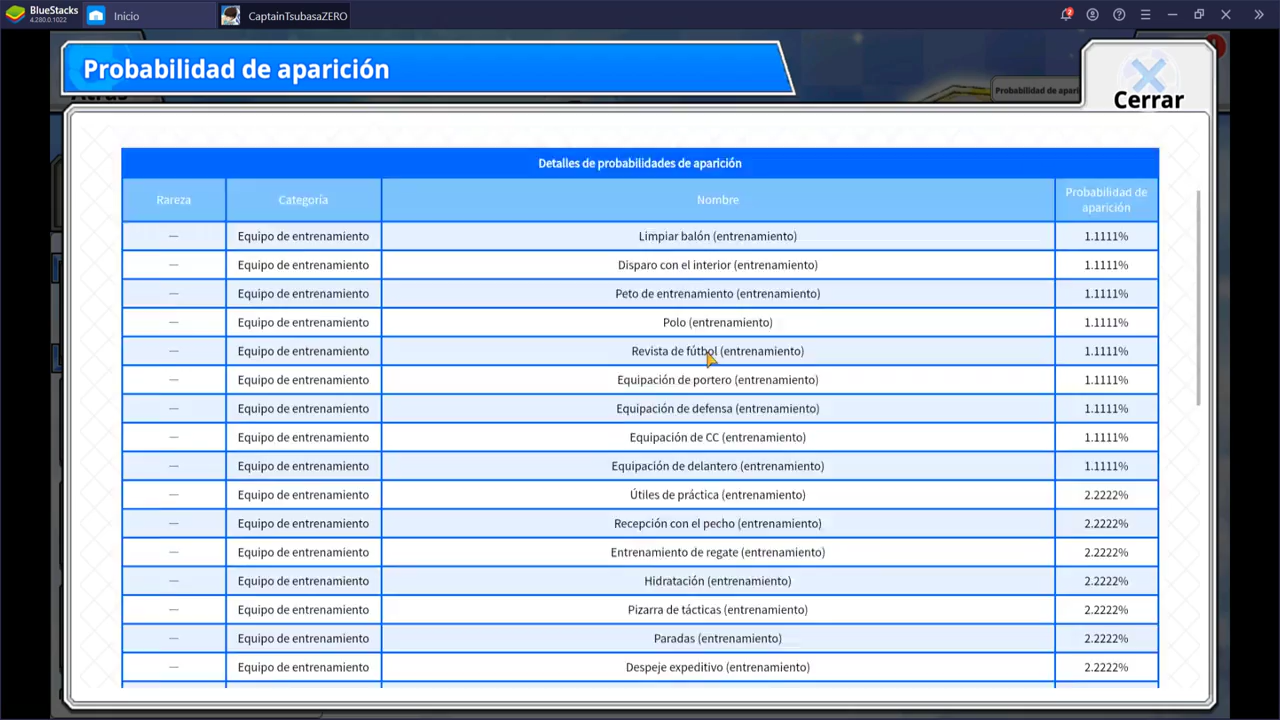 BlueStacks
4.280.0.1022
Inicio
CaptainTsubasaZERO
2
Probabilidad de aparición
Atrás
Probabilidad de apari
Cerrar
Detalles de probabilidades de aparición
Rareza Categoría Nombre Probabilidad de aparición
— Equipo de entrenamiento Limpiar balón (entrenamiento) 1.1111%
— Equipo de entrenamiento Disparo con el interior (entrenamiento) 1.1111%
— Equipo de entrenamiento Peto de entrenamiento (entrenamiento) 1.1111%
— Equipo de entrenamiento Polo (entrenamiento) 1.1111%
— Equipo de entrenamiento Revista de fútbol (entrenamiento) 1.1111%
— Equipo de entrenamiento Equipación de portero (entrenamiento) 1.1111%
— Equipo de entrenamiento Equipación de defensa (entrenamiento) 1.1111%
— Equipo de entrenamiento Equipación de CC (entrenamiento) 1.1111%
— Equipo de entrenamiento Equipación de delantero (entrenamiento) 1.1111%
— Equipo de entrenamiento Útiles de práctica (entrenamiento) 2.2222%
— Equipo de entrenamiento Recepción con el pecho (entrenamiento) 2.2222%
— Equipo de entrenamiento Entrenamiento de regate (entrenamiento) 2.2222%
— Equipo de entrenamiento Hidratación (entrenamiento) 2.2222%
— Equipo de entrenamiento Pizarra de tácticas (entrenamiento) 2.2222%
— Equipo de entrenamiento Paradas (entrenamiento) 2.2222%
— Equipo de entrenamiento Despeje expeditivo (entrenamiento) 2.2222%